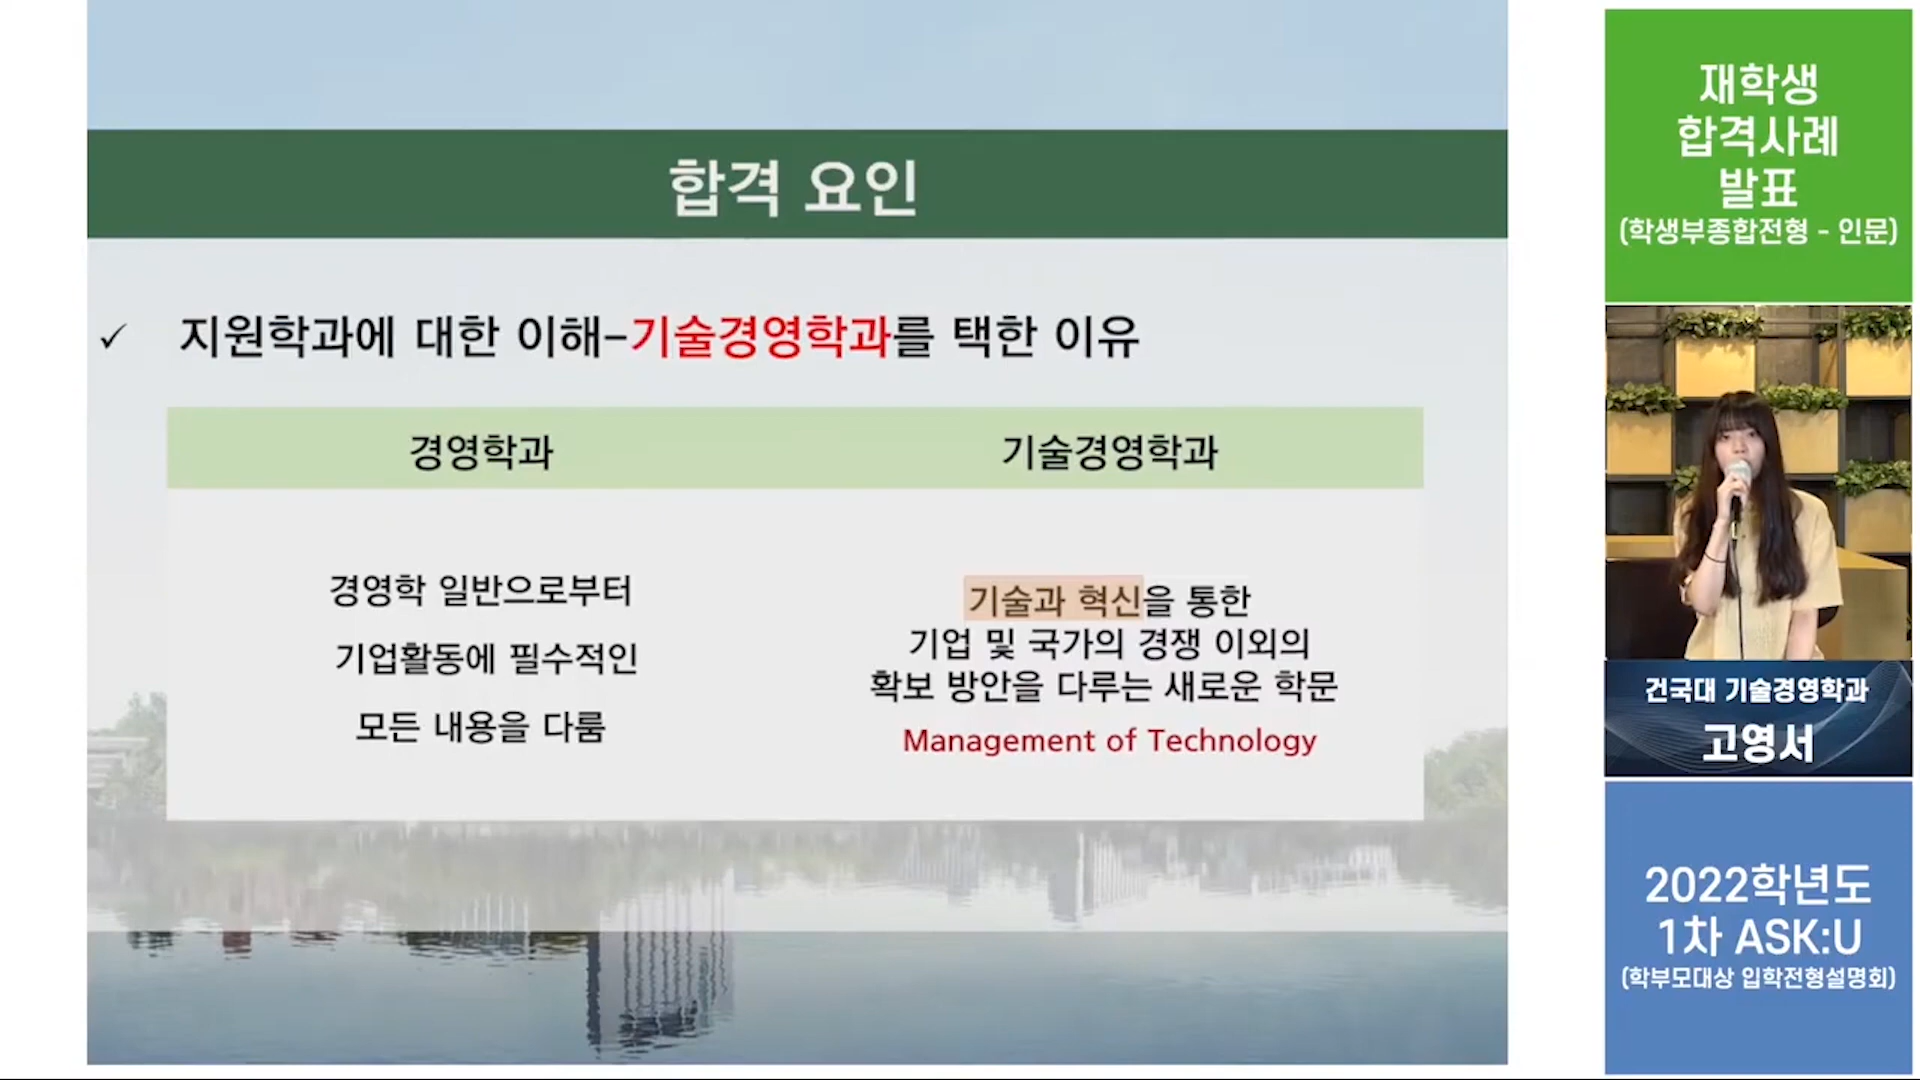 합격 요인
✓ 지원학과에 대한 이해-기술경영학과를 택한 이유
경영학과
기술경영학과
경영학 일반으로부터
기업활동에 필수적인
모든 내용을 다룸
기술과 혁신을 통한
기업 및 국가의 경쟁 이외의
확보 방안을 다루는 새로운 학문
Management of Technology
재학생
합격사례
발표
(학생부종합전형 - 인문)
건국대 기술경영학과
고영서
2022학년도
1차 ASK:U
(학부모대상 입학전형설명회)